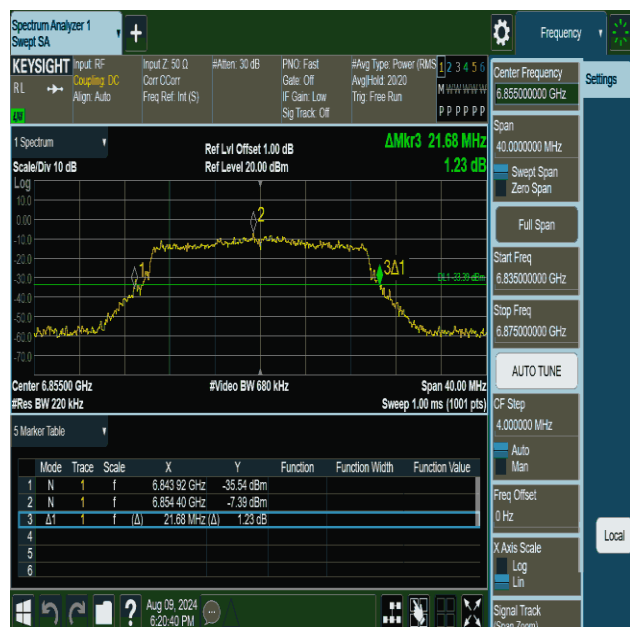 Spectrum Analyzer 1
Swept SA
Frequency
KEYSIGHT
RL
LXI
Input: RF
Coupling: DC
Align: Auto
Input Z: 50 Ω
Corr CCorr
Freq Ref: Int (S)
#Atten: 30 dB
PNO: Fast
Gate: Off
IF Gain: Low
Sig Track: Off
#Avg Type: Power (RMS
Avg|Hold: 20/20
Trig: Free Run
1 2 3 4 5 6
M W W W W W
P P P P P P
1 Spectrum
Scale/Div 10 dB
Ref Lvl Offset 1.00 dB
Ref Level 20.00 dBm
ΔMkr3 21.68 MHz
1.23 dB
Log
10.0
0.00
-10.0
-20.0
-30.0
-40.0
-50.0
-60.0
-70.0
1
2
3Δ1
DL1 -33.39 dBm
Center 6.85500 GHz
#Video BW 680 kHz
Span 40.00 MHz
#Res BW 220 kHz
Sweep 1.00 ms (1001 pts)
5 Marker Table
Mode Trace Scale X Y Function Function Width Function Value
1 N 1 f 6.843 92 GHz -35.54 dBm
2 N 1 f 6.854 40 GHz -7.39 dBm
3 Δ1 1 f (Δ) 21.68 MHz (Δ) 1.23 dB
4
5
6
Aug 09, 2024
6:20:40 PM
?
Center Frequency
6.855000000 GHz
Settings
Span
40.0000000 MHz
Swept Span
Zero Span
Full Span
Start Freq
6.835000000 GHz
Stop Freq
6.875000000 GHz
AUTO TUNE
CF Step
4.000000 MHz
Auto
Man
Freq Offset
0 Hz
X Axis Scale
Log
Lin
Local
Signal Track
(Span Zoom)